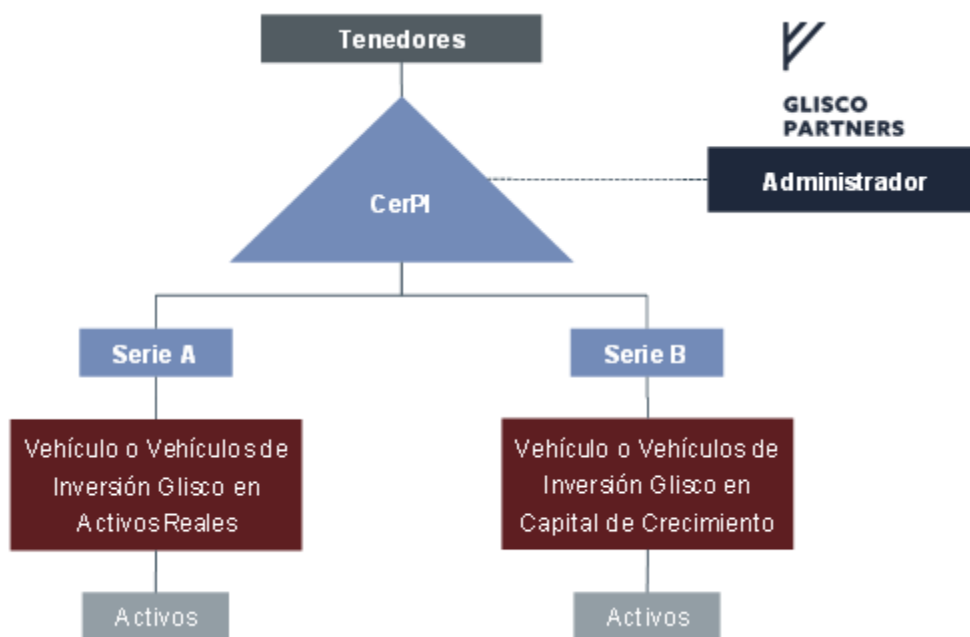 Tenedores
GLISCO
PARTNERS
Administrador
CerPI
Serie A
Serie B
Vehículo o Vehículos de
Inversión Glisco en
Activos Reales
Vehículo o Vehículos de
Inversión Glisco en
Capital de Crecimiento
Activos
Activos